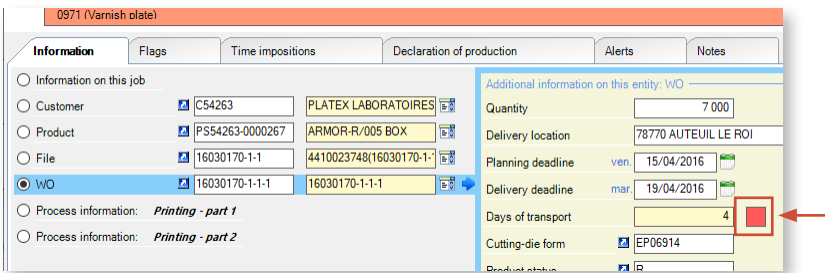 0971 (Varnish plate)
Information Flags Time impositions Declaration of production Alerts Notes
Information on this job
Customer C54263 PLATEX LABORATOIRES
Product PS54263-0000267 ARMOR-R/005 BOX
File 16030170-1-1 4410023748(16030170-1-1
WO 16030170-1-1-1 16030170-1-1-1
Process information: Printing - part 1
Process information: Printing - part 2
Additional information on this entity: WO
Quantity 7 000
Delivery location 78770 AUTEUIL LE ROI
Planning deadline ven. 15/04/2016
Delivery deadline mar. 19/04/2016
Days of transport 4
Cutting-die form EP06914
Product status R